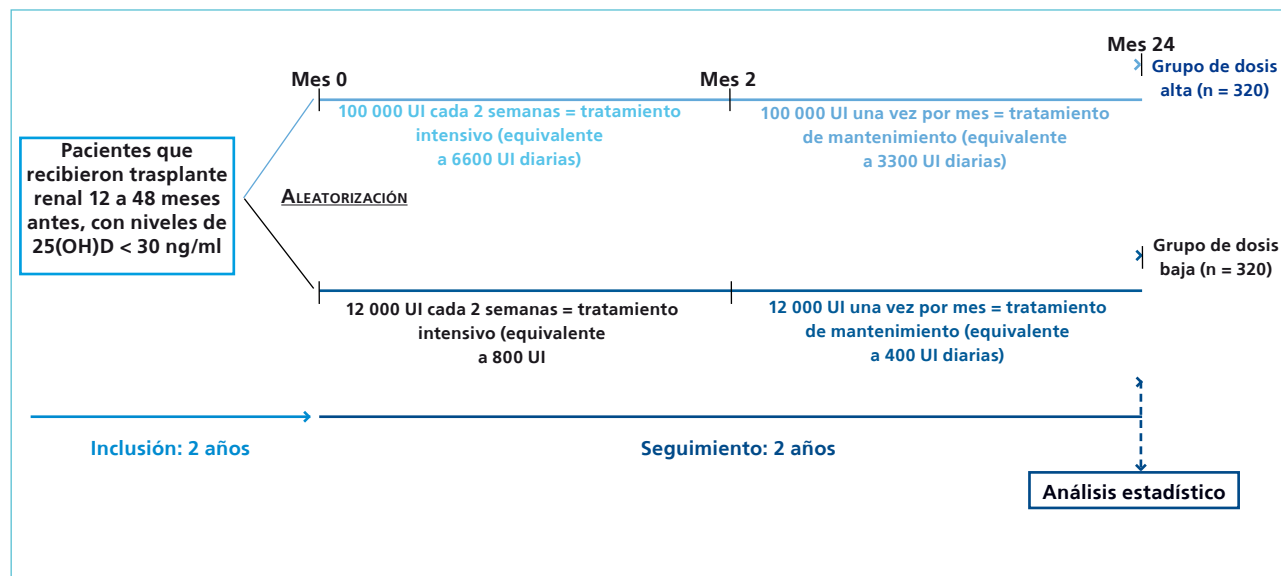 Mes 24
Mes 0
Mes 2
Grupo de dosis
alta (n = 320)
100 000 UI cada 2 semanas = tratamiento
intensivo (equivalente
a 6600 UI diarias)
100 000 UI una vez por mes = tratamiento
de mantenimiento (equivalente
a 3300 UI diarias)
Pacientes que
recibieron trasplante
renal 12 a 48 meses
antes, con niveles de
25(OH)D < 30 ng/ml
ALEATORIZACIÓN
Grupo de dosis
baja (n = 320)
12 000 UI cada 2 semanas = tratamiento
intensivo (equivalente
a 800 UI
12 000 UI una vez por mes = tratamiento
de mantenimiento (equivalente
a 400 UI diarias)
Inclusión: 2 años
Seguimiento: 2 años
Análisis estadístico